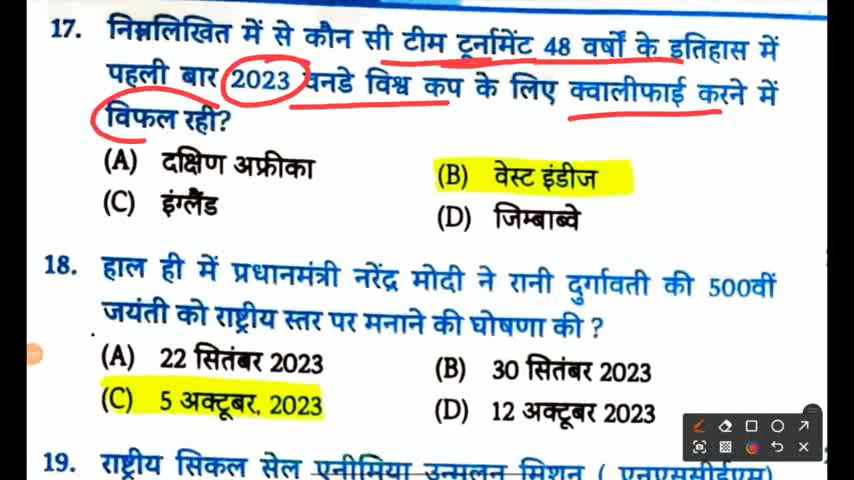 17. निम्नलिखित में से कौन सी टीम टूर्नामेंट 48 वर्षों के इतिहास में
पहली बार 2023 वनडे विश्व कप के लिए क्वालीफाई करने में
विफल रही?
(A) दक्षिण अफ्रीका (B) वेस्ट इंडीज
(C) इंग्लैंड (D) जिम्बाब्वे
18. हाल ही में प्रधानमंत्री नरेंद्र मोदी ने रानी दुर्गावती की 500वीं
जयंती को राष्ट्रीय स्तर पर मनाने की घोषणा की ?
(A) 22 सितंबर 2023 (B) 30 सितंबर 2023
(C) 5 अक्टूबर, 2023 (D) 12 अक्टूबर 2023
19. राष्ट्रीय सिकल सेल एनीमिया उन्मूलन मिशन ( एनएससीईएम)